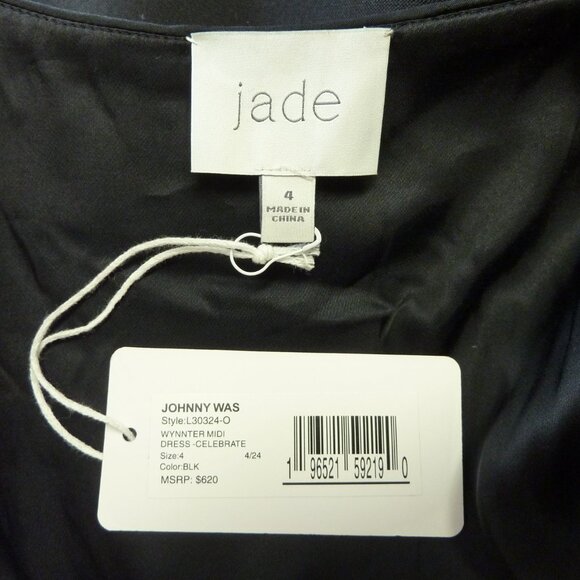 jade
4
MADE IN
CHINA
JOHNNY WAS
Style:L30324-O
WYNNTER MIDI
DRESS -CELEBRATE
Size:4 4/24
Color:BLK
MSRP: $620
1 96521 59219 0